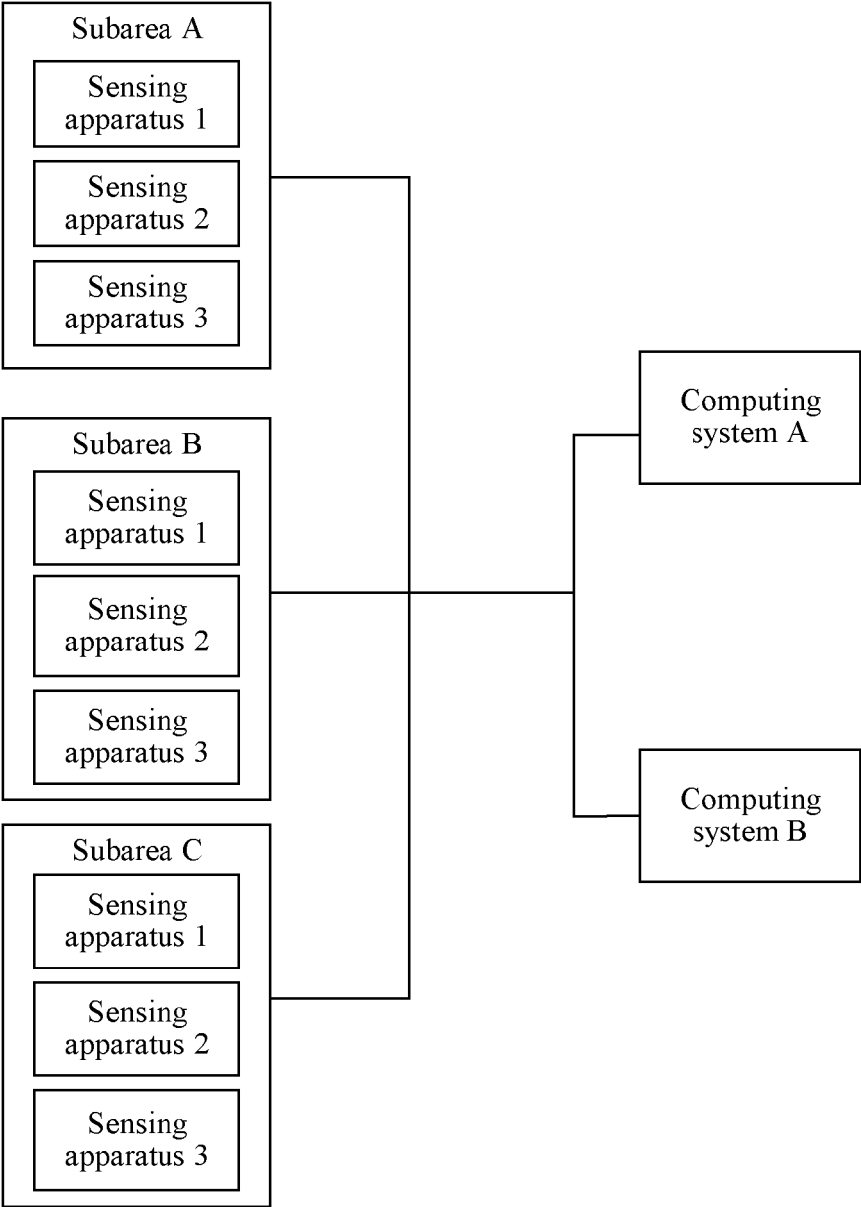 Subarea A
Sensing
apparatus 1
Sensing
apparatus 2
Sensing
apparatus 3
Subarea B
Sensing
apparatus 1
Sensing
apparatus 2
Sensing
apparatus 3
Subarea C
Sensing
apparatus 1
Sensing
apparatus 2
Sensing
apparatus 3
Computing
system A
Computing
system B